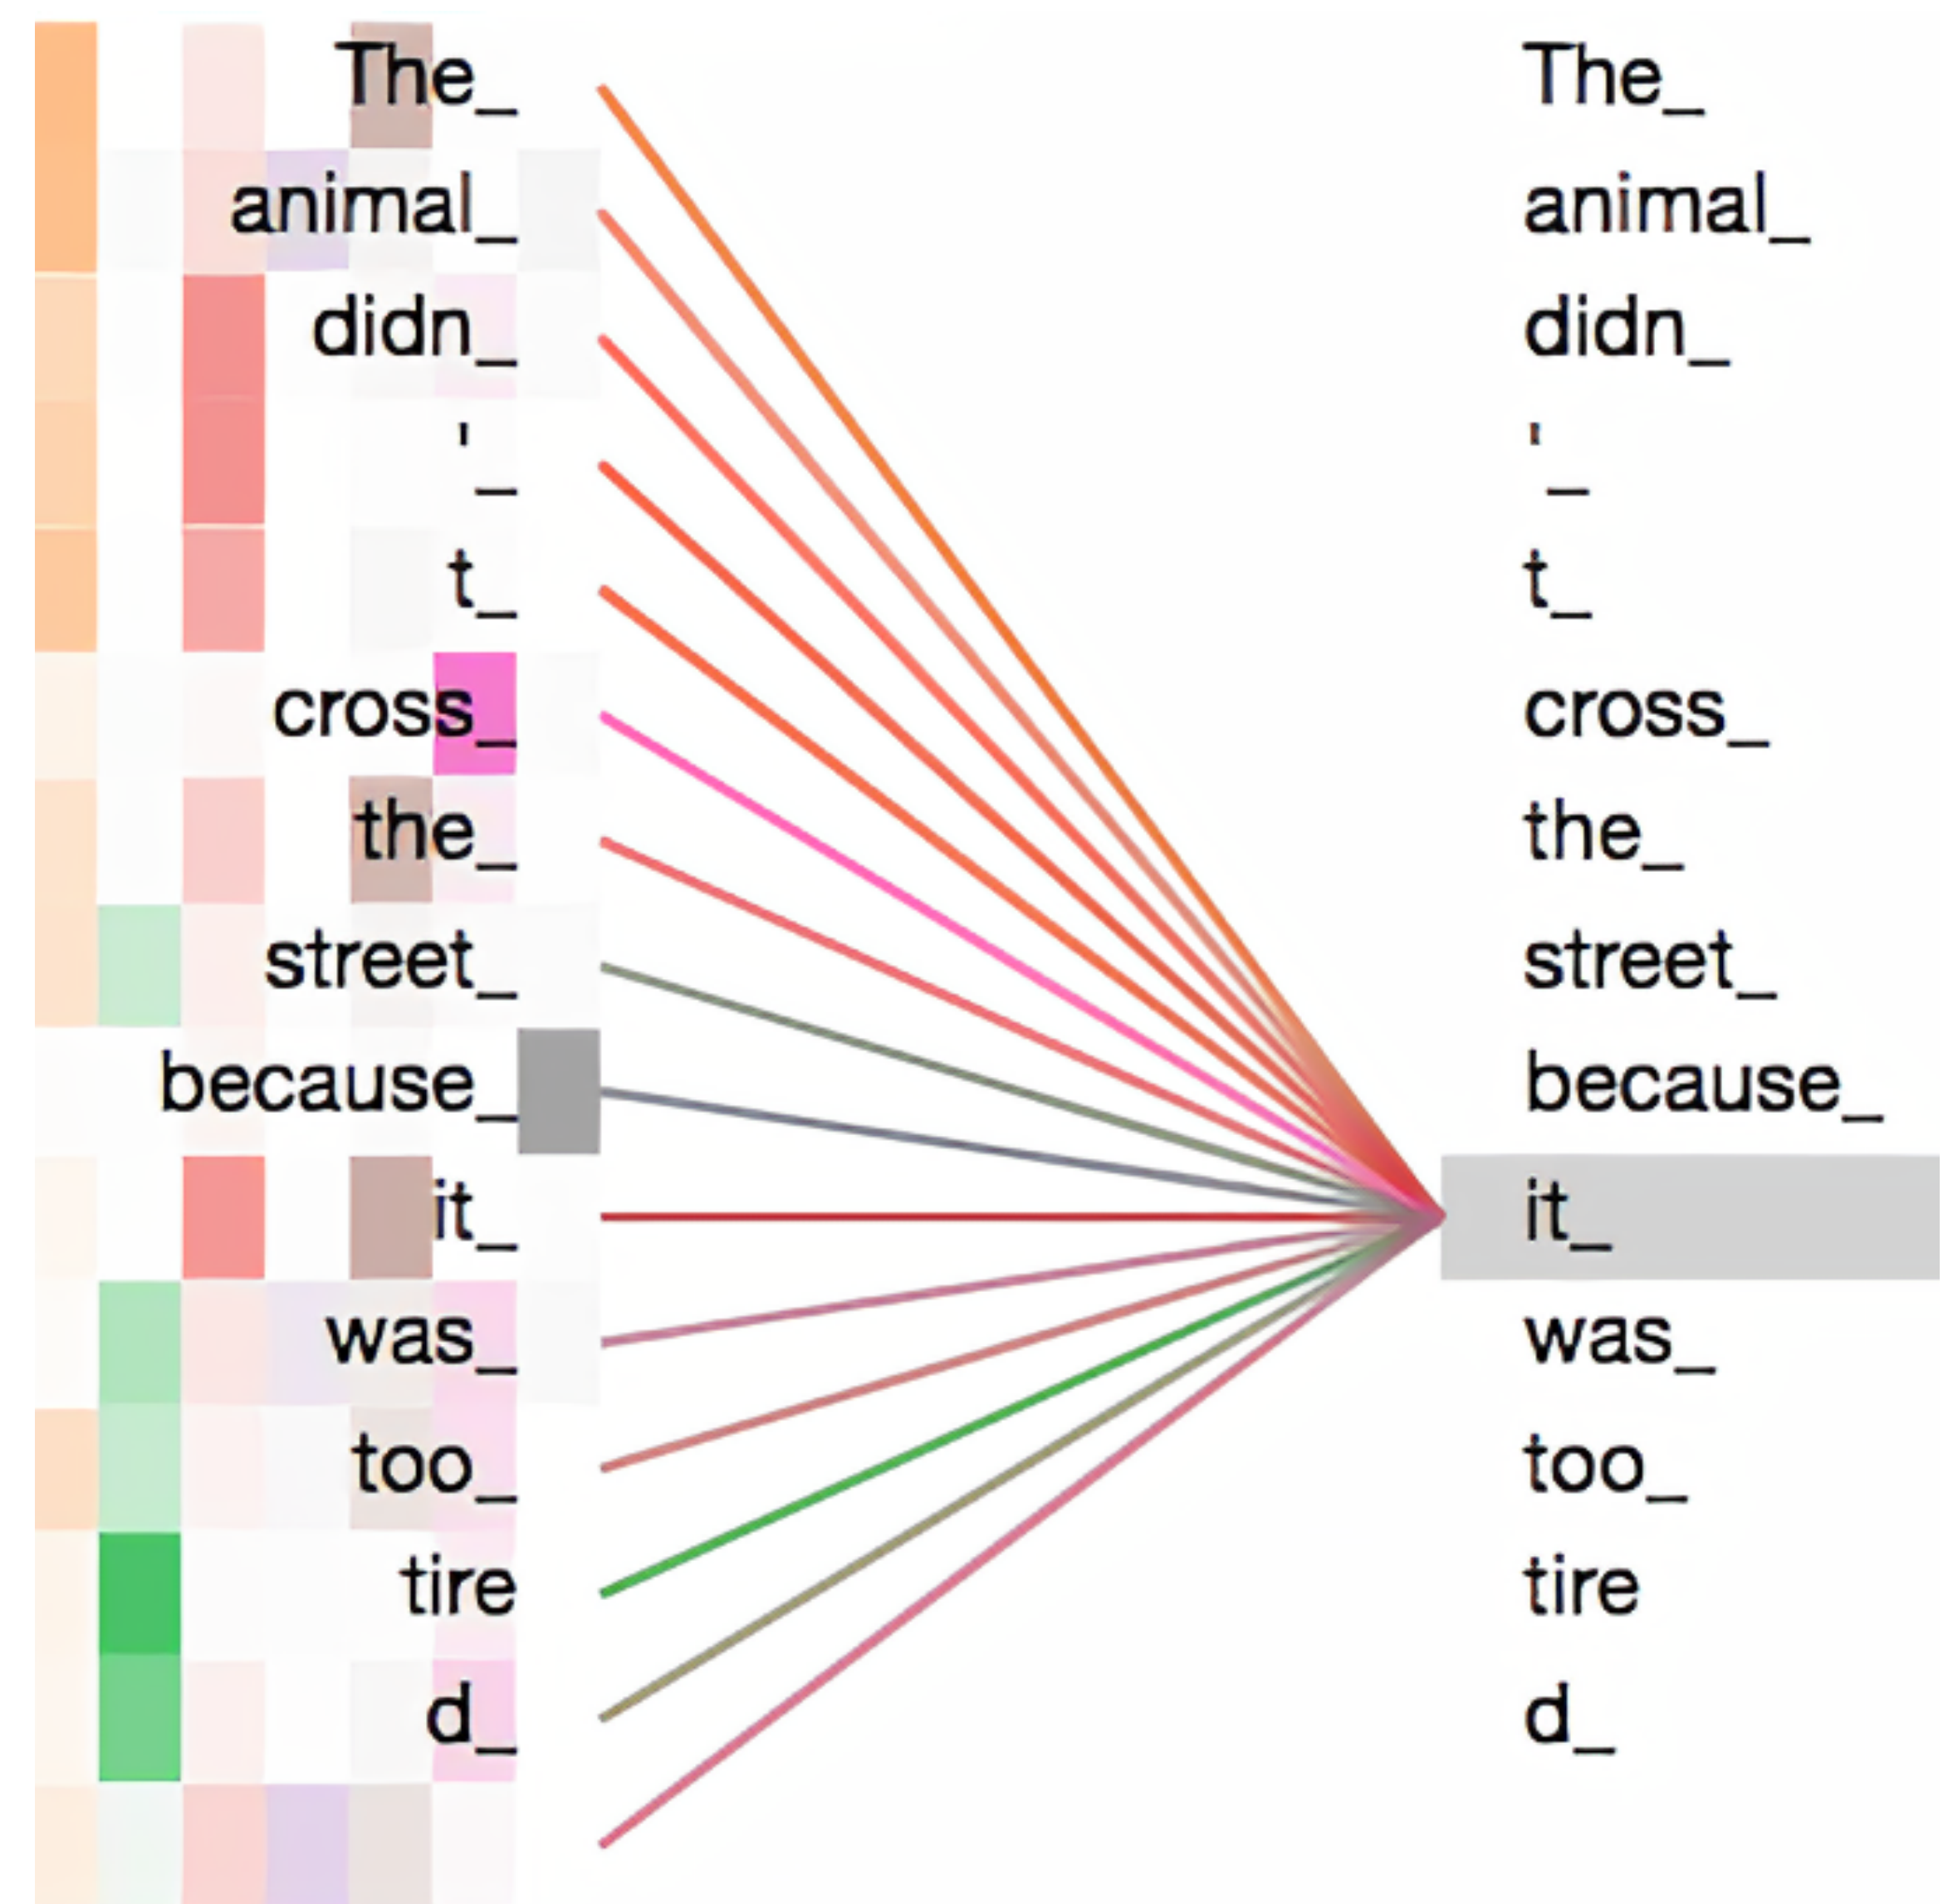 The_ The_
animal_ animal_
didn_ didn_
'_ '_
t_ t_
cross_ cross_
the_ the_
street_ street_
because_ because_
it_ it_
was_ was_
too_ too_
tire tire
d_ d_